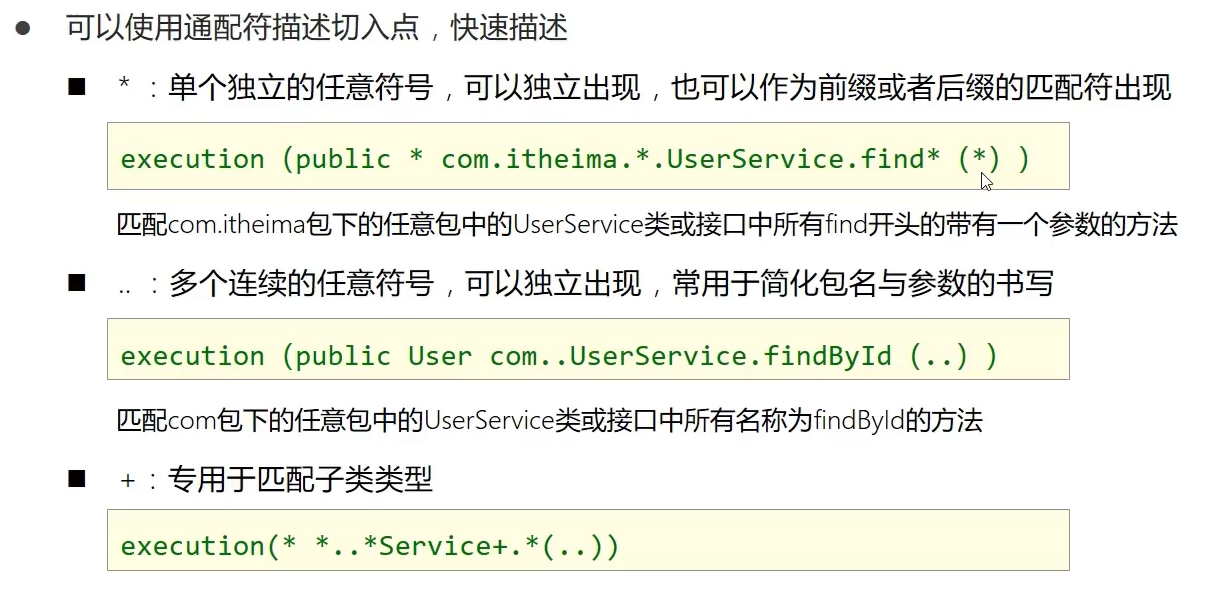 ● 可以使用通配符描述切入点，快速描述
■ * ：单个独立的任意符号，可以独立出现，也可以作为前缀或者后缀的匹配符出现
execution (public * com.itheima.*.UserService.find* (*) )
匹配com.itheima包下的任意包中的UserService类或接口中所有find开头的带有一个参数的方法
■ .. ：多个连续的任意符号，可以独立出现，常用于简化包名与参数的书写
execution (public User com..UserService.findById (..) )
匹配com包下的任意包中的UserService类或接口中所有名称为findById的方法
■ + ：专用于匹配子类类型
execution(* *..*Service+.*(..))